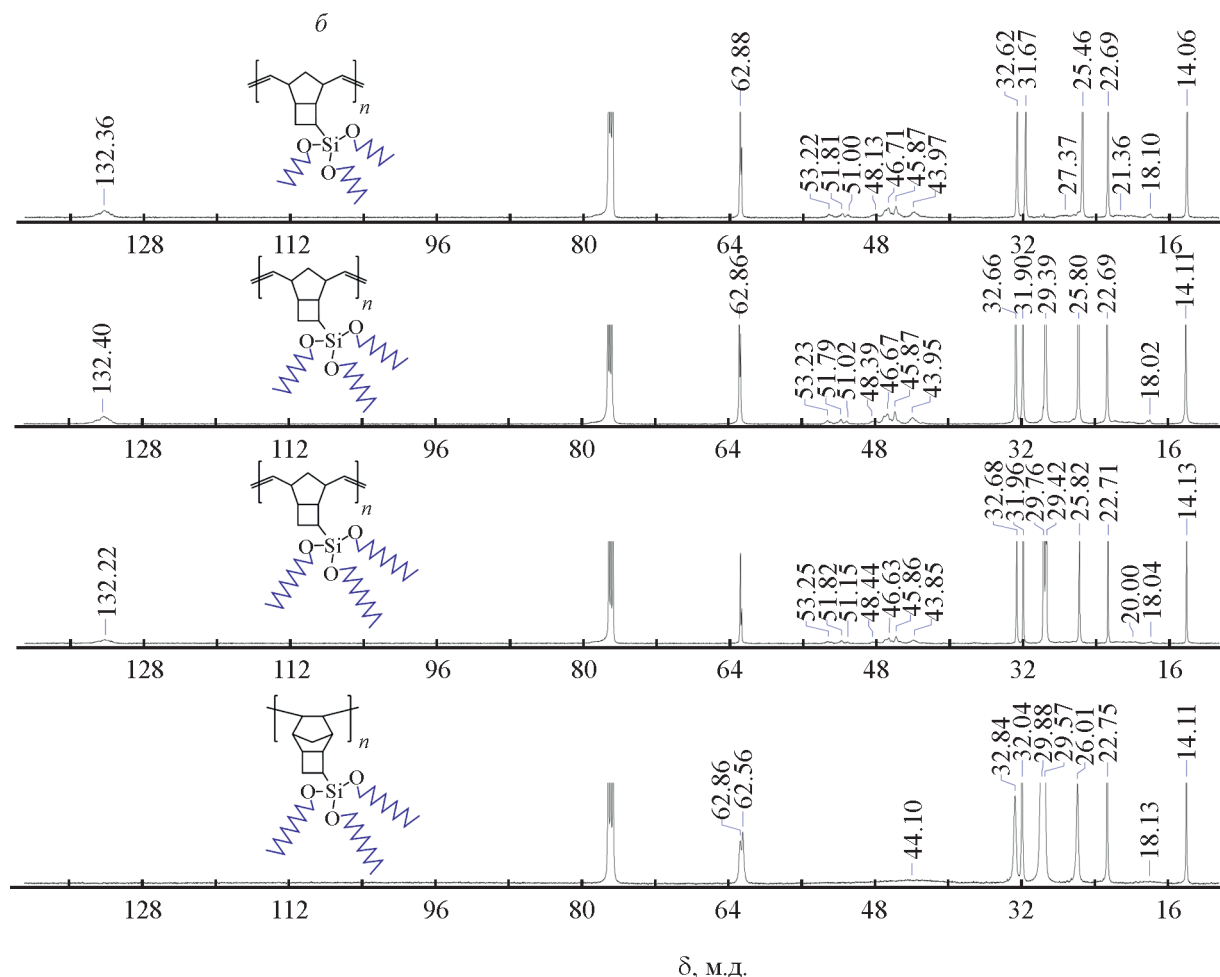 б
132.36
n
Si O
O
O
62.88
53.22 51.81 51.00 48.13 46.71 45.87 43.97
32.62 31.67 25.46 22.69 27.37 21.36 18.10 14.06
128 112 96 80 64 48 32 16
132.40
n
Si O
O
O
62.86
53.23 51.79 51.02 48.39 46.67 45.87 43.95
32.66 31.90 29.39 25.80 22.69 18.02 14.11
128 112 96 80 64 48 32 16
132.22
n
Si O
O
O
53.25 51.82 51.15 48.44 46.63 45.86 43.85
32.68 31.96 29.76 29.42 25.82 22.71 20.00 18.04 14.13
128 112 96 80 64 48 32 16
n
Si O
O
O
62.86 62.56
44.10
32.84 32.04 29.88 29.57 26.01 22.75 18.13 14.11
128 112 96 80 64 48 32 16
δ, м.д.